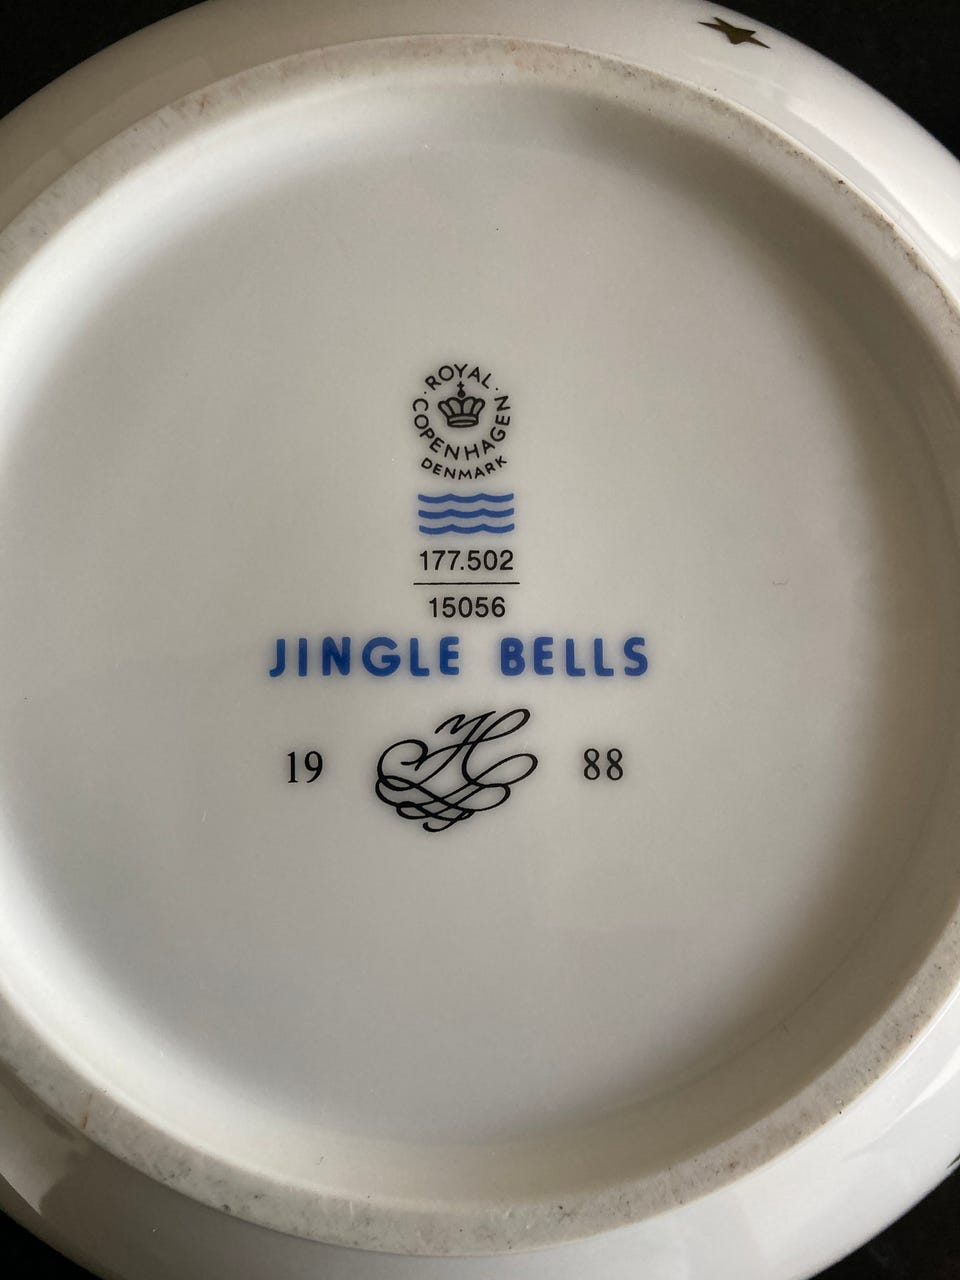 ROYAL
COPENHAGEN
DENMARK
177.502
15056
JINGLE BELLS
19 H 88